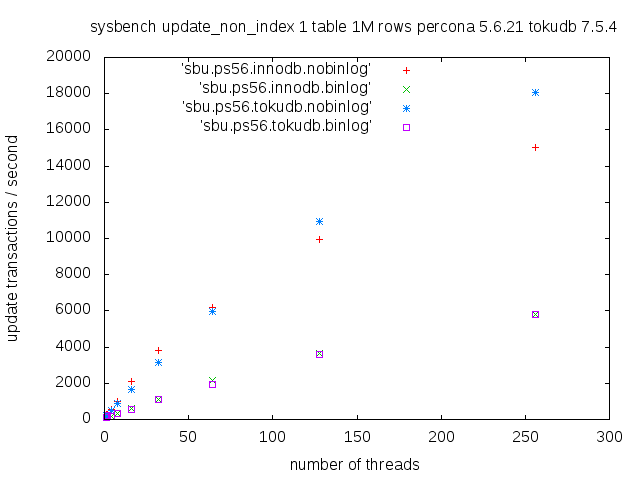 sysbench update_non_index 1 table 1M rows percona 5.6.21 tokudb 7.5.4
'sbu.ps56.innodb.nobinlog'
'sbu.ps56.innodb.binlog'
'sbu.ps56.tokudb.nobinlog'
'sbu.ps56.tokudb.binlog'
update transactions / second
20000
18000
16000
14000
12000
10000
8000
6000
4000
2000
0
0 50 100 150 200 250 300
number of threads